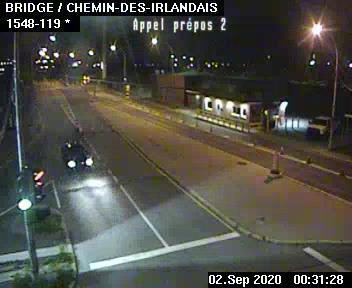 BRIDGE / CHEMIN-DES-IRLANDAIS
1548-119 *
Appel prépos 2
02.Sep 2020 00:31:28